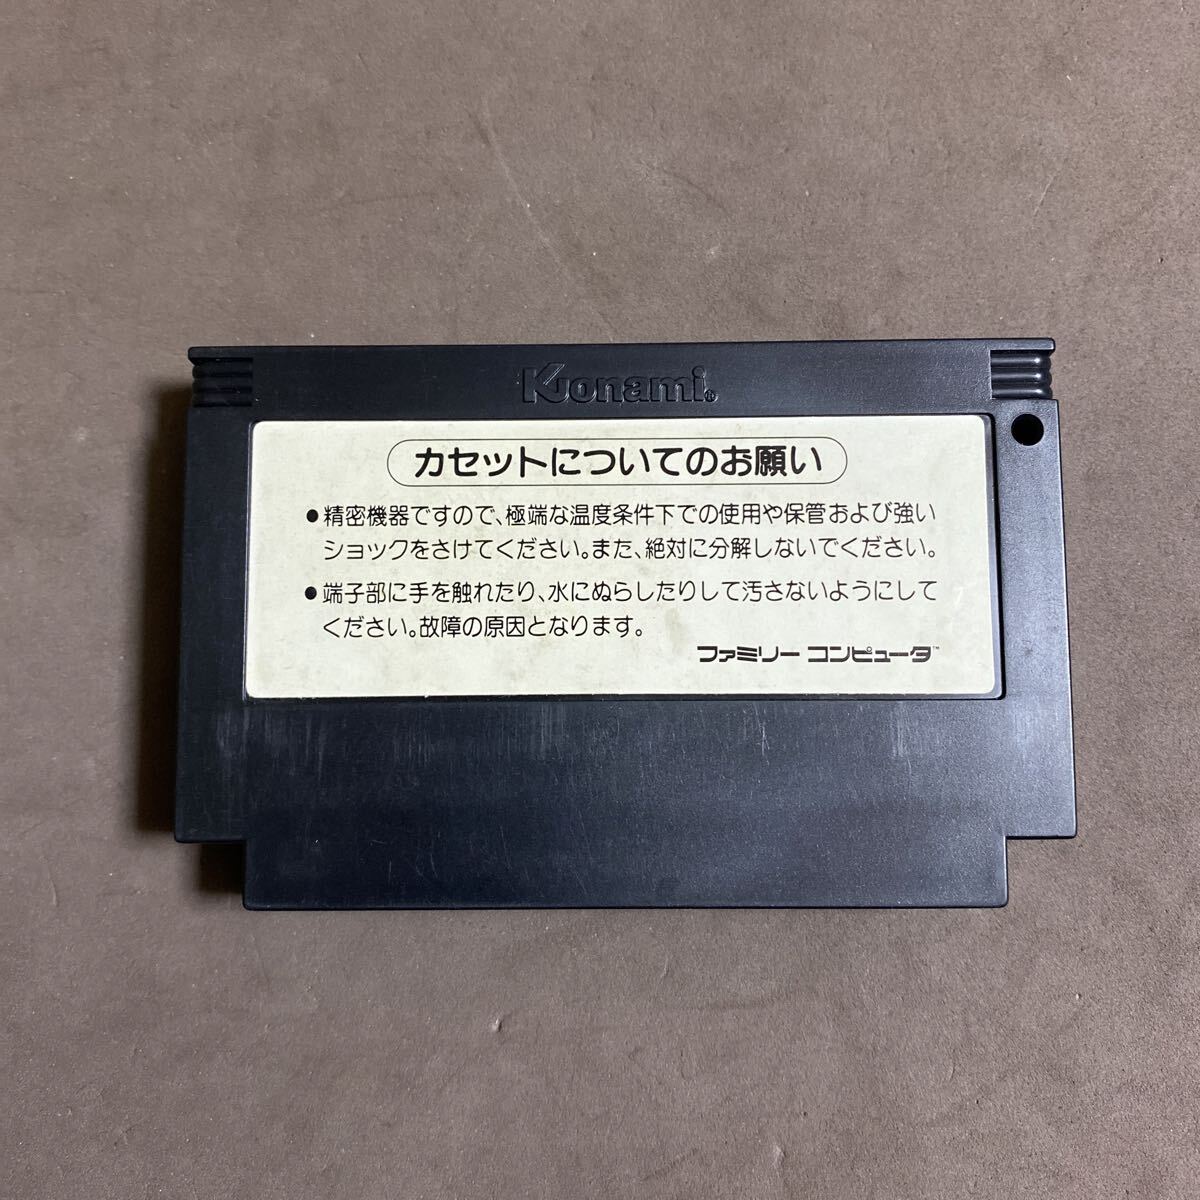 Konami®
カセットについてのお願い
●精密機器ですので、極端な温度条件下での使用や保管および強い
ショックをさけてください。また、絶対に分解しないでください。
●端子部に手を触れたり、水にぬらしたりして汚さないようにして
ください。故障の原因となります。
ファミリー コンピュータ™